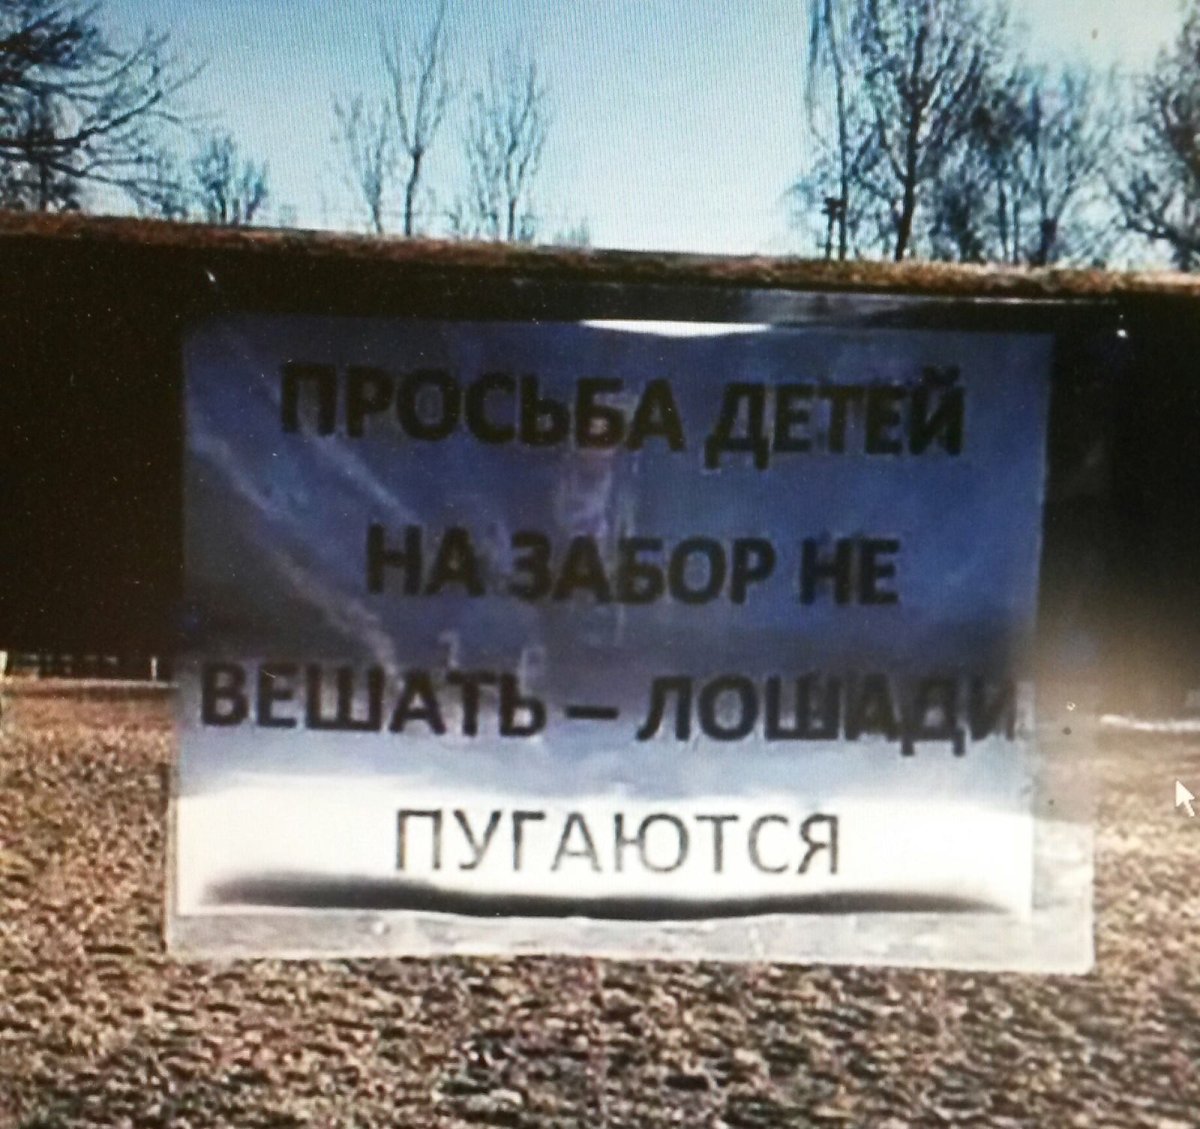 ПРОСЬБА ДЕТЕЙ
НА ЗАБОР НЕ
ВЕШАТЬ – ЛОШАДИ
ПУГАЮТСЯ